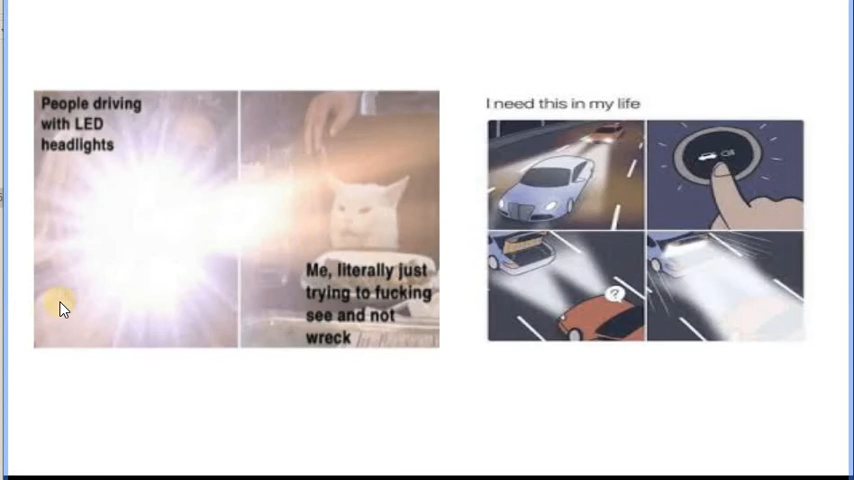 People driving
with LED
headlights
Me, literally just
trying to fucking
see and not
wreck
I need this in my life
?